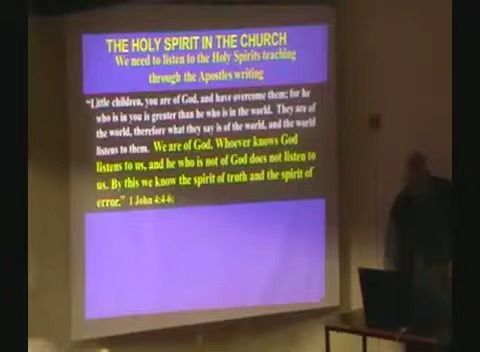 THE HOLY SPIRIT IN THE CHURCH
We need to listen to the Holy Spirits teaching
through the Apostles writing
"Little children, you are of God, and have overcome them; for he
who is in you is greater than he who is in the world. They are of
the world, therefore what they say is of the world, and the world
listens to them. We are of God. Whoever knows God
listens to us, and he who is not of God does not listen to
us. By this we know the spirit of truth and the spirit of
error." 1 John 4:4-6;